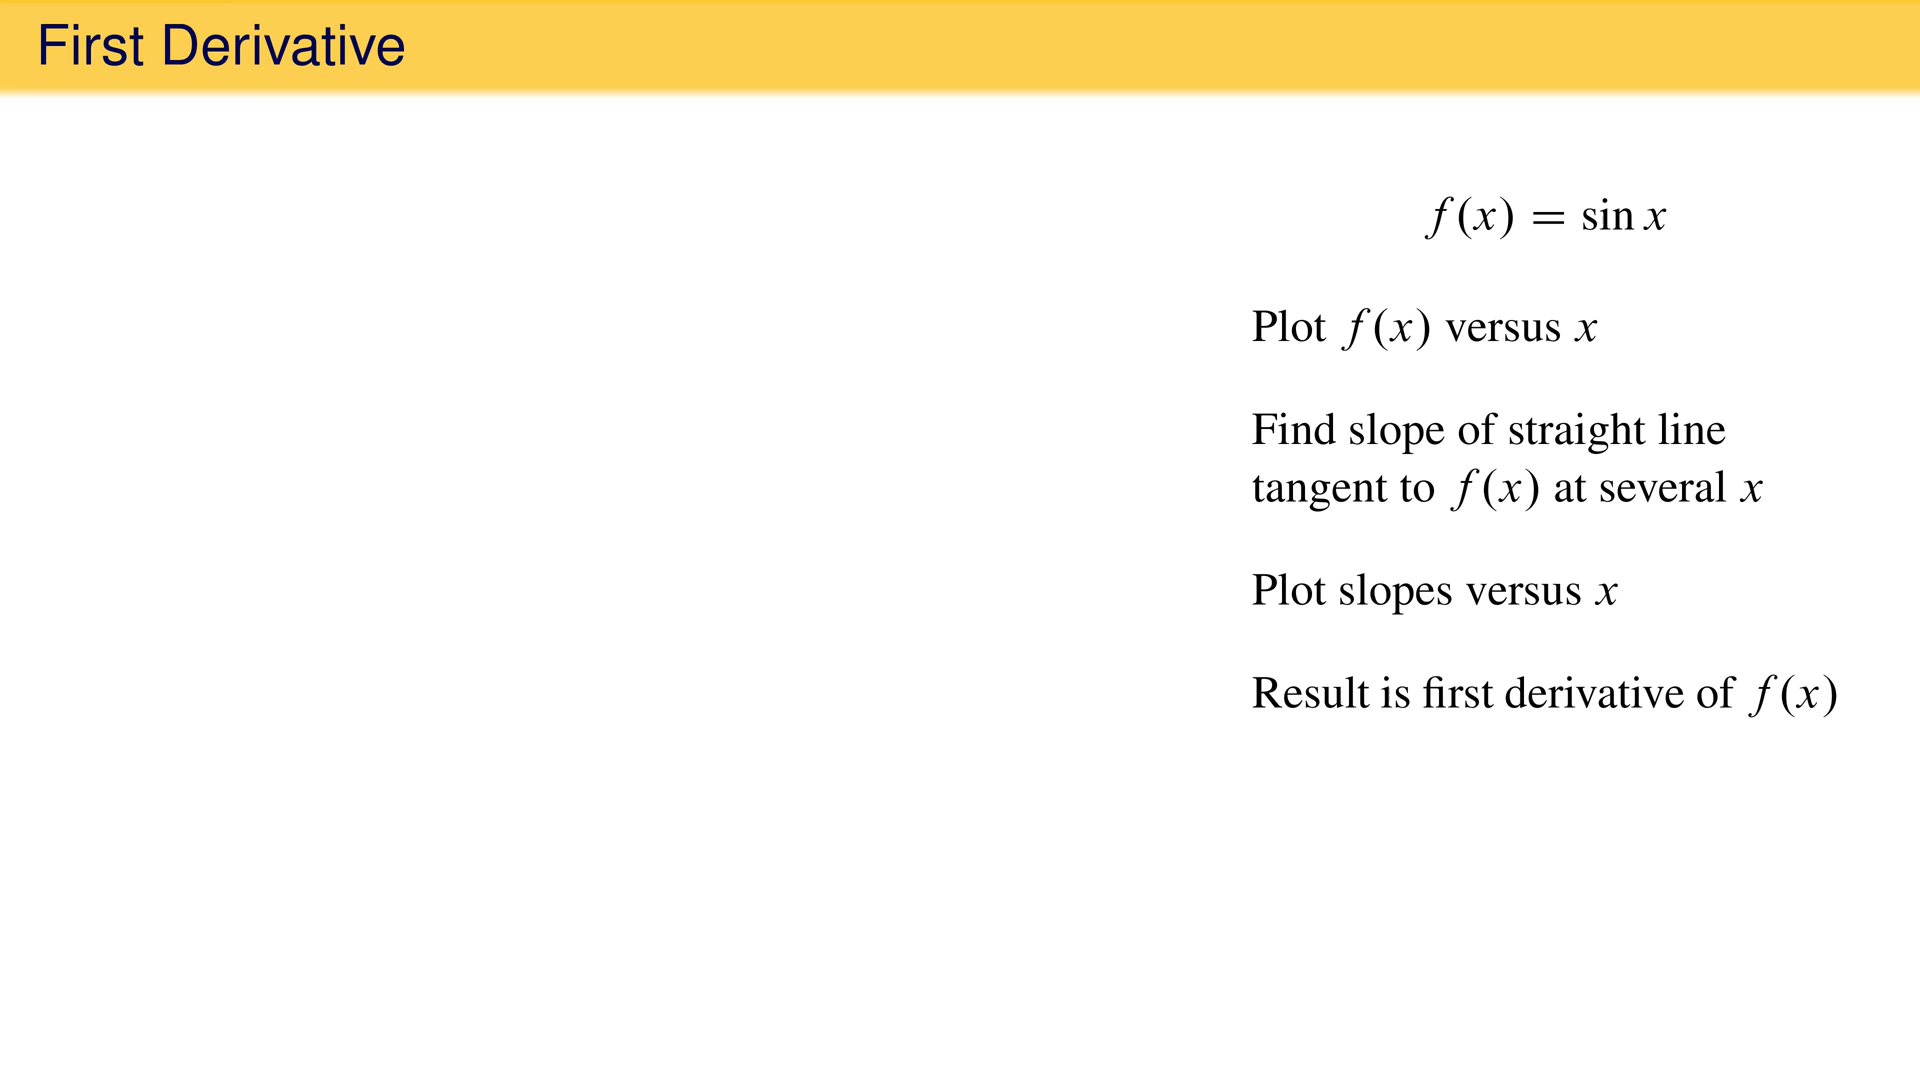 First Derivative
f(x) = sin x
Plot f(x) versus x
Find slope of straight line
tangent to f(x) at several x
Plot slopes versus x
Result is first derivative of f(x)